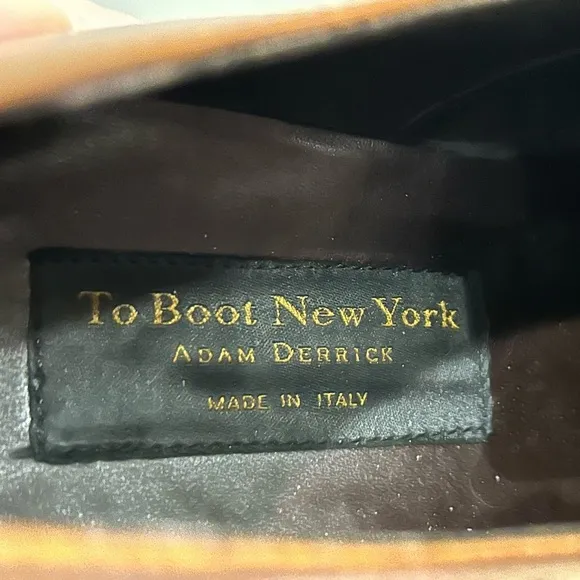 To Boot New York
Adam Derrick
Made in Italy